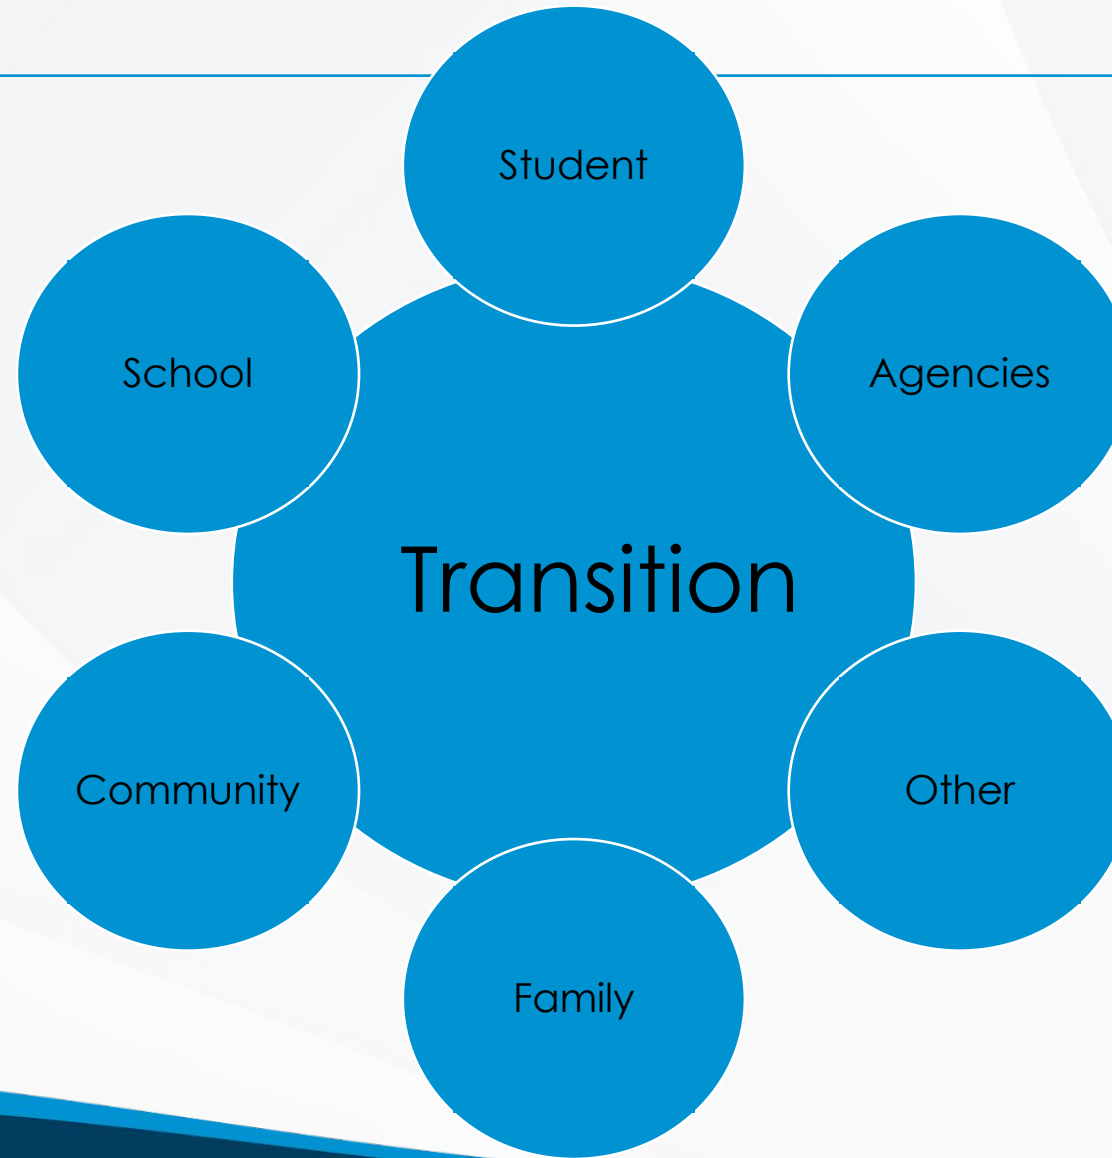 Student
School
Agencies
Transition
Community
Other
Family